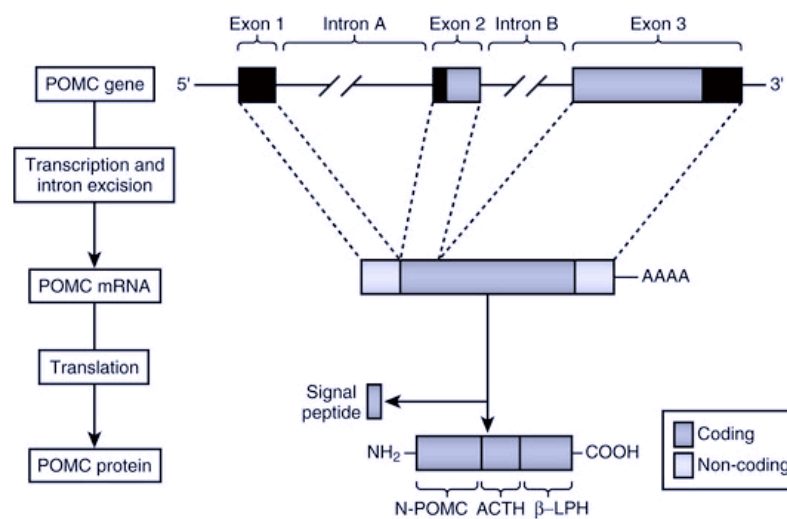 Exon 1
Intron A
Exon 2
Intron B
Exon 3
POMC gene
5'
3'
Transcription and
intron excision
POMC mRNA
AAAA
Translation
Signal
peptide
POMC protein
NH₂
COOH
N-POMC
ACTH
β–LPH
Coding
Non-coding